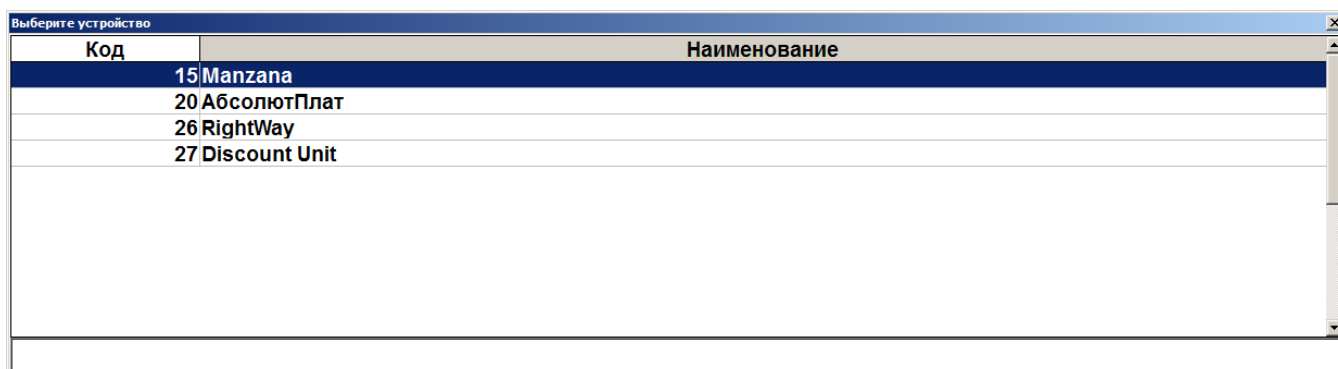 Выберите устройство
Код Наименование
15 Manzana
20 АбсолютПлат
26 RightWay
27 Discount Unit